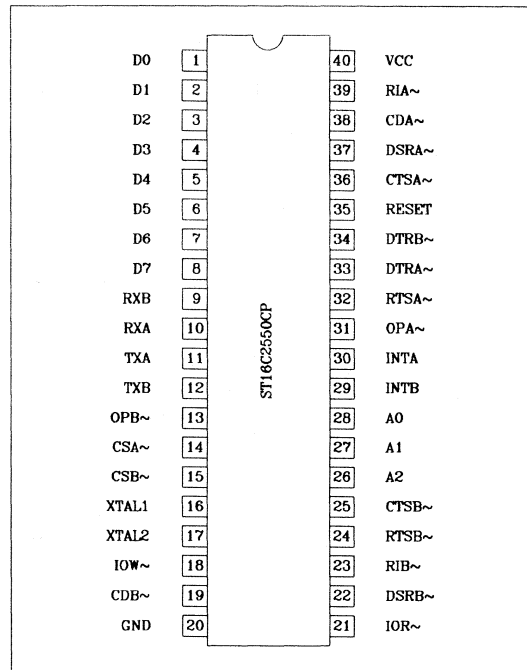 D0 1 40 VCC
D1 2 39 RIA~
D2 3 38 CDA~
D3 4 37 DSRA~
D4 5 36 CTSA~
D5 6 35 RESET
D6 7 34 DTRB~
D7 8 33 DTRA~
RXB 9 32 RTSA~
RXA 10 31 OPA~
TXA 11 30 INTA
TXB 12 29 INTB
OPB~ 13 28 A0
CSA~ 14 27 A1
CSB~ 15 26 A2
XTAL1 16 25 CTSB~
XTAL2 17 24 RTSB~
IOW~ 18 23 RIB~
CDB~ 19 22 DSRB~
GND 20 21 IOR~
ST16C2550CP